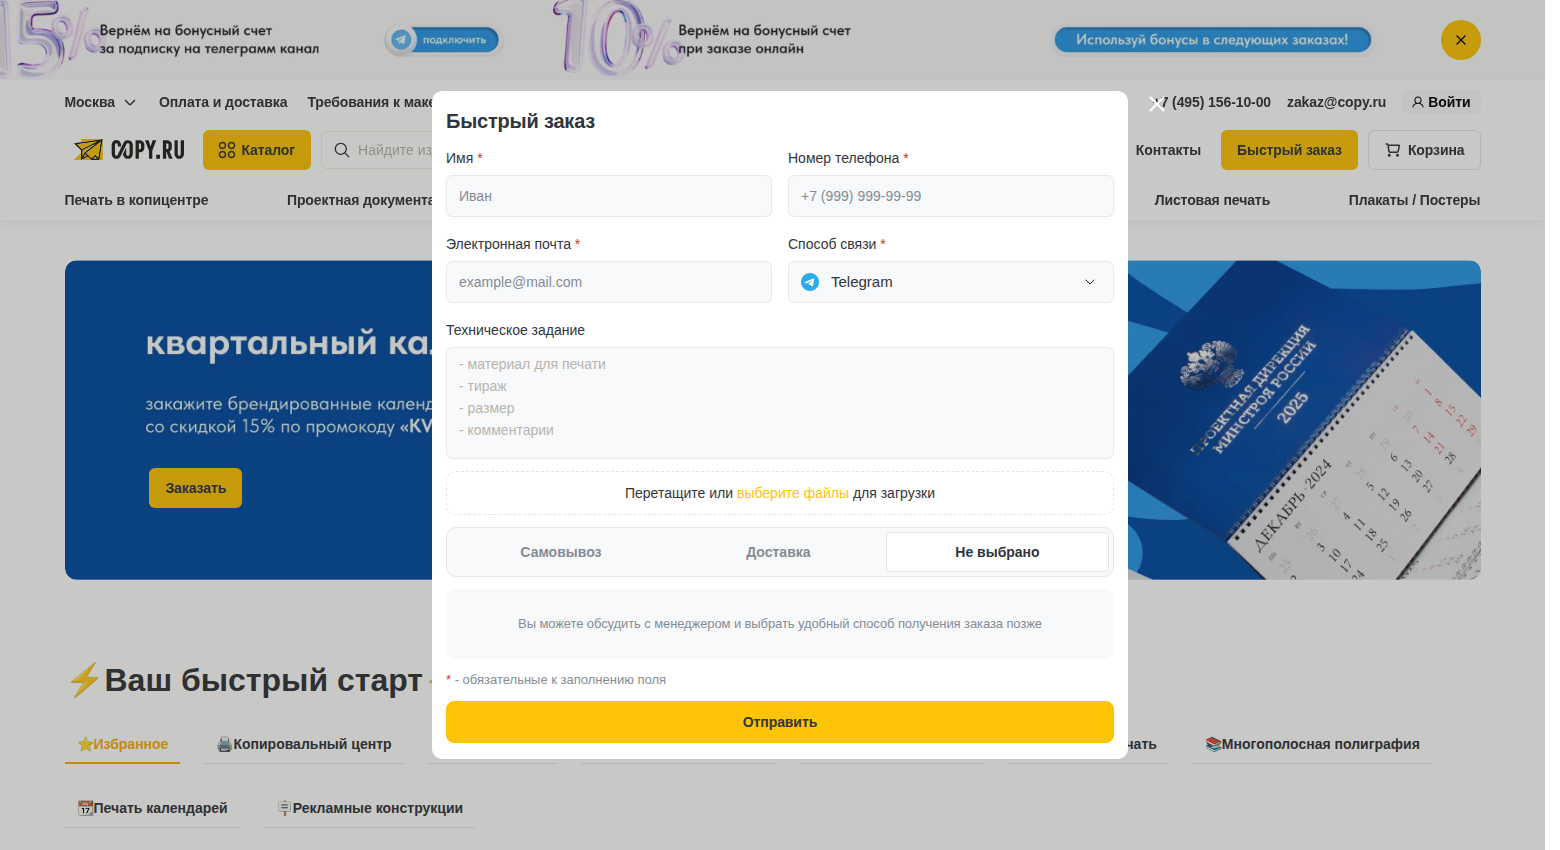 15%
Вернём на бонусный счет
за подписку на телеграмм канал
подключить
10%
Вернём на бонусный счет
при заказе онлайн
Используй бонусы в следующих заказах!
Москва
Оплата и доставка
Требования к маке
7 (495) 156-10-00
zakaz@copy.ru
Войти
COPY.RU
Каталог
Найдите из
Контакты
Быстрый заказ
Корзина
Печать в копицентре
Проектная документа
Листовая печать
Плакаты / Постеры
Быстрый заказ
Имя *
Номер телефона *
Иван
+7 (999) 999-99-99
Электронная почта *
Способ связи *
example@mail.com
Telegram
Техническое задание
- материал для печати
- тираж
- размер
- комментарии
Перетащите или выберите файлы для загрузки
Самовывоз
Доставка
Не выбрано
Вы можете обсудить с менеджером и выбрать удобный способ получения заказа позже
* - обязательные к заполнению поля
Отправить
квартальный ка
закажите брендированные календ
со скидкой 15% по промокоду «KV
Заказать
ПРОЕКТНАЯ ДИРЕКЦИЯ
МИНСТРОЯ РОССИИ
2025
ДЕКАБРЬ · 2024
⚡Ваш быстрый старт
⭐Избранное
🖨️Копировальный центр
чать
📚Многополосная полиграфия
📆Печать календарей
🪧Рекламные конструкции